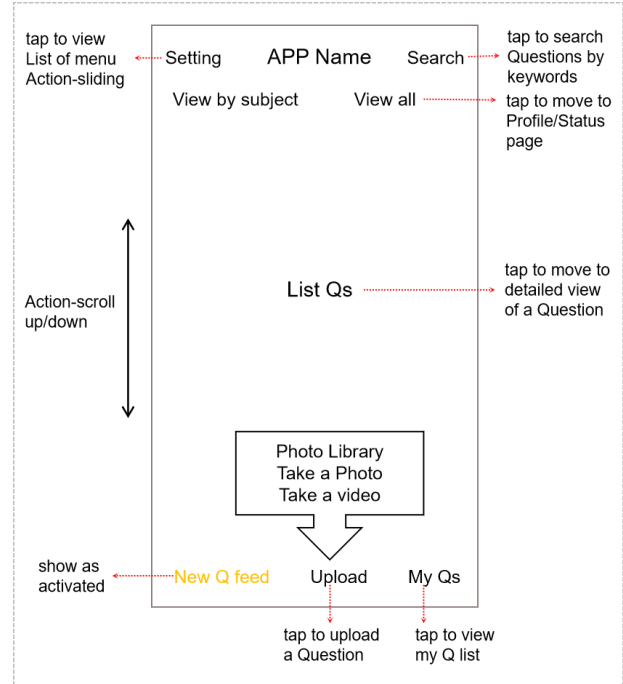 tap to view
List of menu
Action-sliding
Setting
APP Name
Search
tap to search
Questions by
keywords
View by subject
View all
tap to move to
Profile/Status
page
Action-scroll
up/down
List Qs
tap to move to
detailed view
of a Question
Photo Library
Take a Photo
Take a video
show as
activated
New Q feed
Upload
My Qs
tap to upload
a Question
tap to view
my Q list